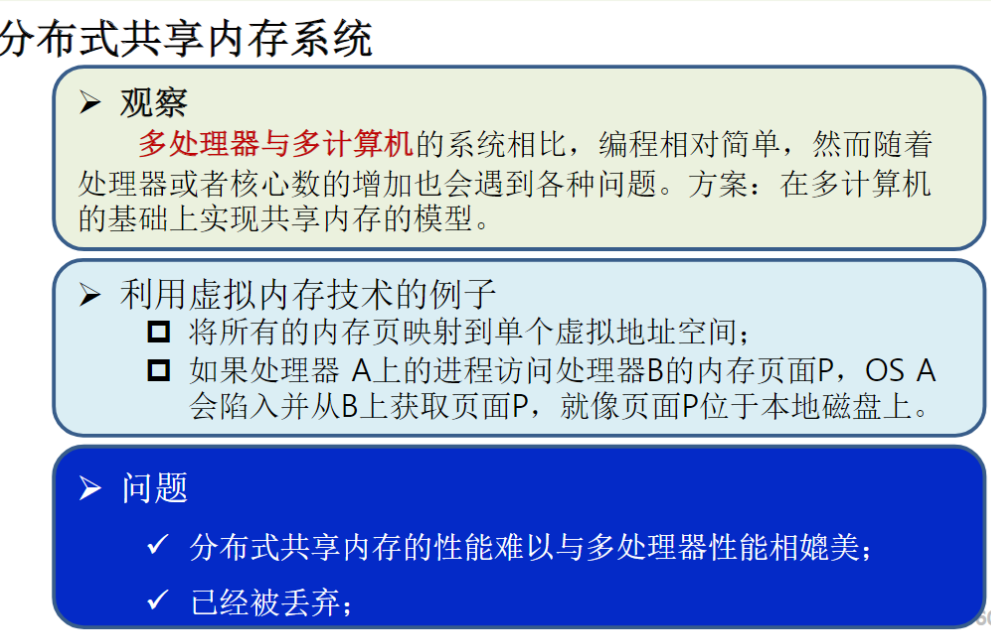 分布式共享内存系统
➢ 观察
多处理器与多计算机的系统相比，编程相对简单，然而随着
处理器或者核心数的增加也会遇到各种问题。方案：在多计算机
的基础上实现共享内存的模型。
➢ 利用虚拟内存技术的例子
将所有的内存页映射到单个虚拟地址空间；
如果处理器 A上的进程访问处理器B的内存页面P，OS A
会陷入并从B上获取页面P，就像页面P位于本地磁盘上。
➢ 问题
✓ 分布式共享内存的性能难以与多处理器性能相媲美；
✓ 已经被丢弃；